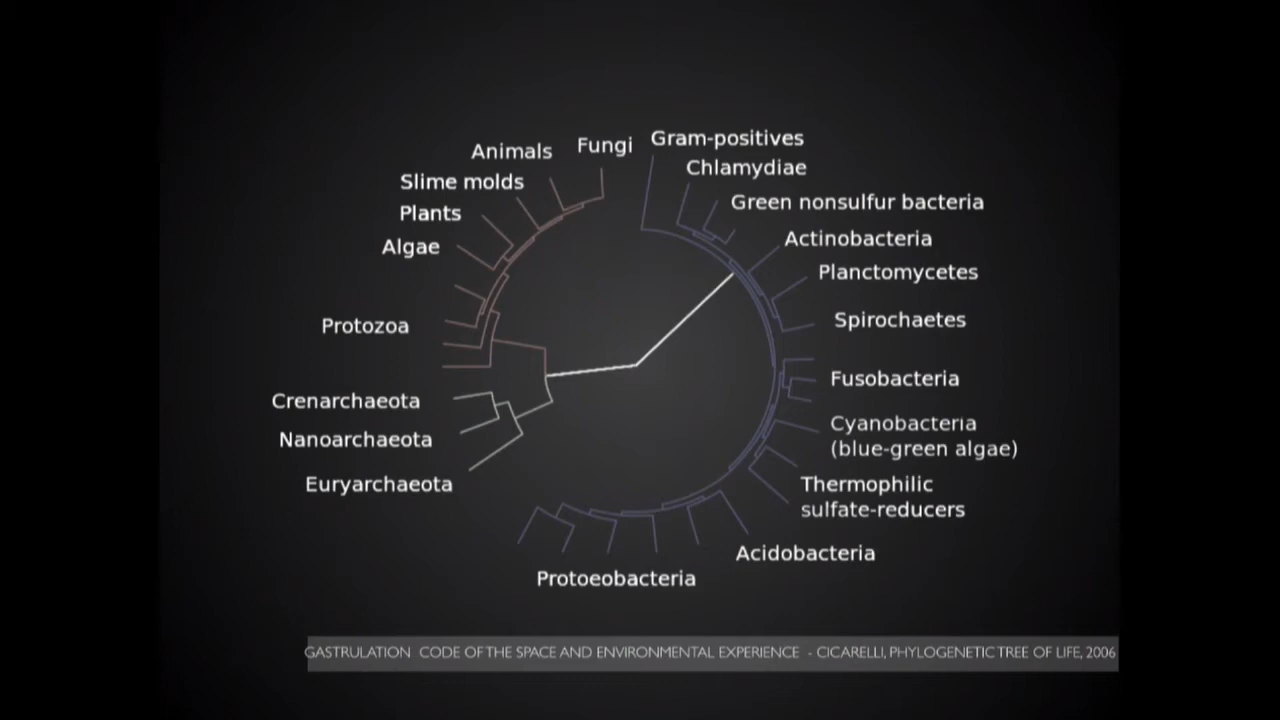 Fungi
Gram-positives
Animals
Chlamydiae
Slime molds
Green nonsulfur bacteria
Plants
Actinobacteria
Algae
Planctomycetes
Protozoa
Spirochaetes
Fusobacteria
Crenarchaeota
Cyanobacteria
(blue-green algae)
Nanoarchaeota
Euryarchaeota
Thermophilic
sulfate-reducers
Acidobacteria
Protoeobacteria
GASTRULATION CODE OF THE SPACE AND ENVIRONMENTAL EXPERIENCE - CICARELLI, PHYLOGENETIC TREE OF LIFE, 2006